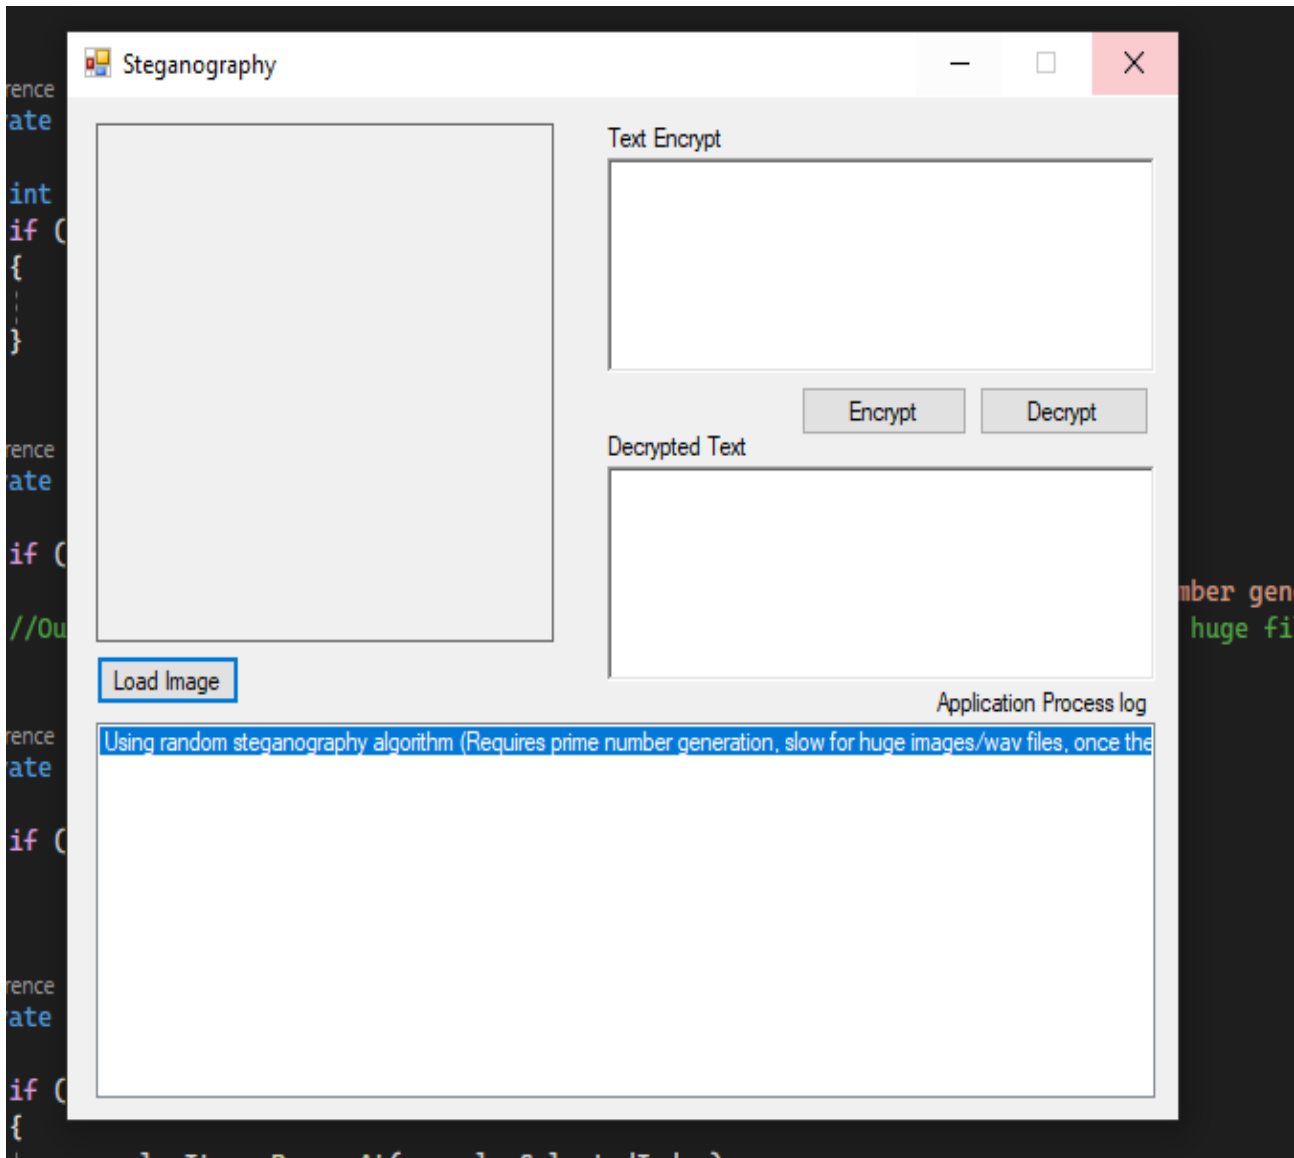 Steganography
Text Encrypt
Encrypt
Decrypt
Decrypted Text
Load Image
Application Process log
Using random steganography algorithm (Requires prime number generation, slow for huge images/wav files, once the
rence
ate
int
if (
{
}
rence
ate
if (
//Ou
rence
ate
if (
rence
ate
if (
{
mber gen
huge fi